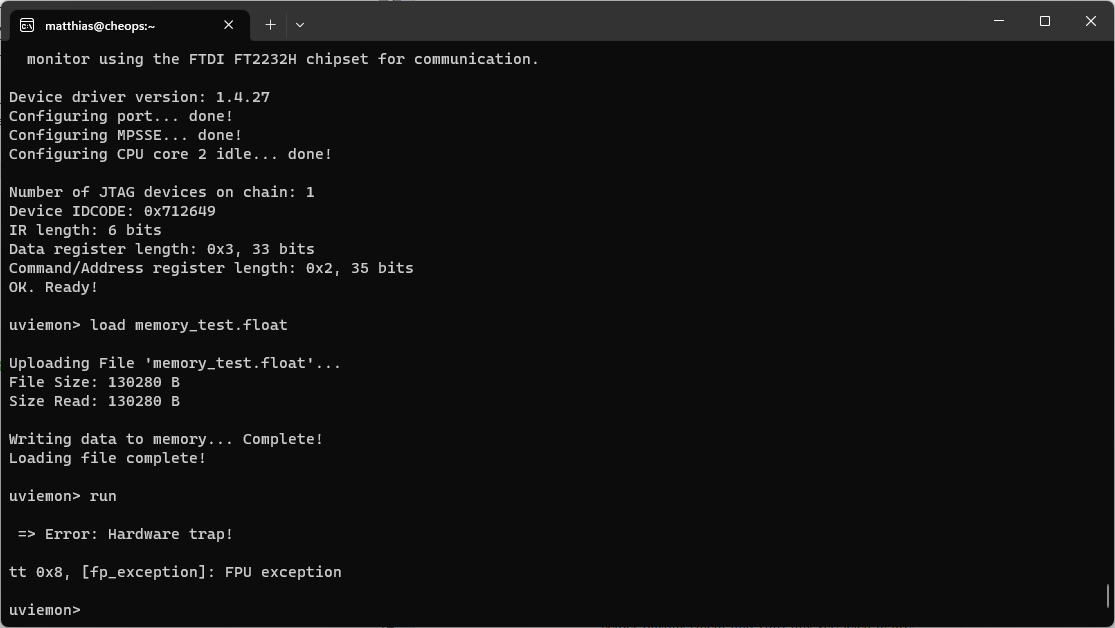 matthias@cheops:~
monitor using the FTDI FT2232H chipset for communication.
Device driver version: 1.4.27
Configuring port... done!
Configuring MPSSE... done!
Configuring CPU core 2 idle... done!
Number of JTAG devices on chain: 1
Device IDCODE: 0x712649
IR length: 6 bits
Data register length: 0x3, 33 bits
Command/Address register length: 0x2, 35 bits
OK. Ready!
uviemon> load memory_test.float
Uploading File 'memory_test.float'...
File Size: 130280 B
Size Read: 130280 B
Writing data to memory... Complete!
Loading file complete!
uviemon> run
=> Error: Hardware trap!
tt 0x8, [fp_exception]: FPU exception
uviemon>